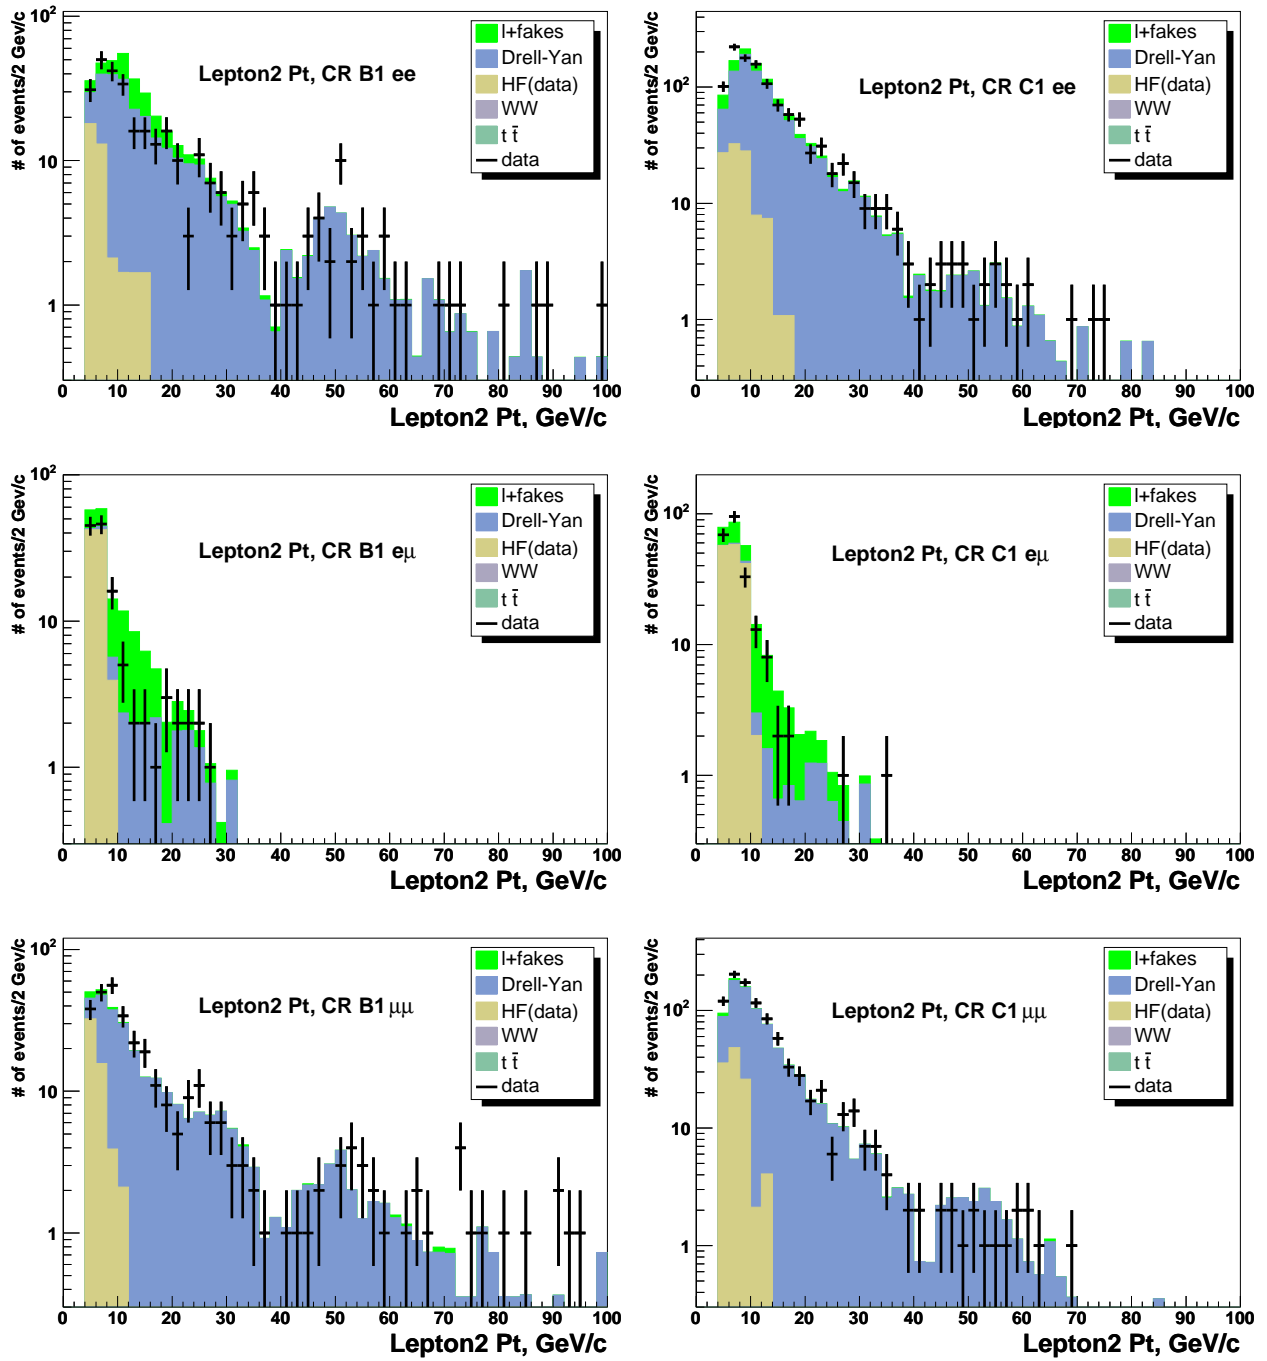 # of events/2 Gev/c
10²
10
1
Lepton2 Pt, CR B1 ee
l+fakes
Drell-Yan
HF(data)
WW
t t̄
data
0 10 20 30 40 50 60 70 80 90 100
Lepton2 Pt, GeV/c
# of events/2 Gev/c
10²
10
1
Lepton2 Pt, CR C1 ee
l+fakes
Drell-Yan
HF(data)
WW
t t̄
data
0 10 20 30 40 50 60 70 80 90 100
Lepton2 Pt, GeV/c
# of events/2 Gev/c
10²
10
1
Lepton2 Pt, CR B1 eμ
l+fakes
Drell-Yan
HF(data)
WW
t t̄
data
0 10 20 30 40 50 60 70 80 90 100
Lepton2 Pt, GeV/c
# of events/2 Gev/c
10²
10
1
Lepton2 Pt, CR C1 eμ
l+fakes
Drell-Yan
HF(data)
WW
t t̄
data
0 10 20 30 40 50 60 70 80 90 100
Lepton2 Pt, GeV/c
# of events/2 Gev/c
10²
10
1
Lepton2 Pt, CR B1 μμ
l+fakes
Drell-Yan
HF(data)
WW
t t̄
data
0 10 20 30 40 50 60 70 80 90 100
Lepton2 Pt, GeV/c
# of events/2 Gev/c
10²
10
1
Lepton2 Pt, CR C1 μμ
l+fakes
Drell-Yan
HF(data)
WW
t t̄
data
0 10 20 30 40 50 60 70 80 90 100
Lepton2 Pt, GeV/c